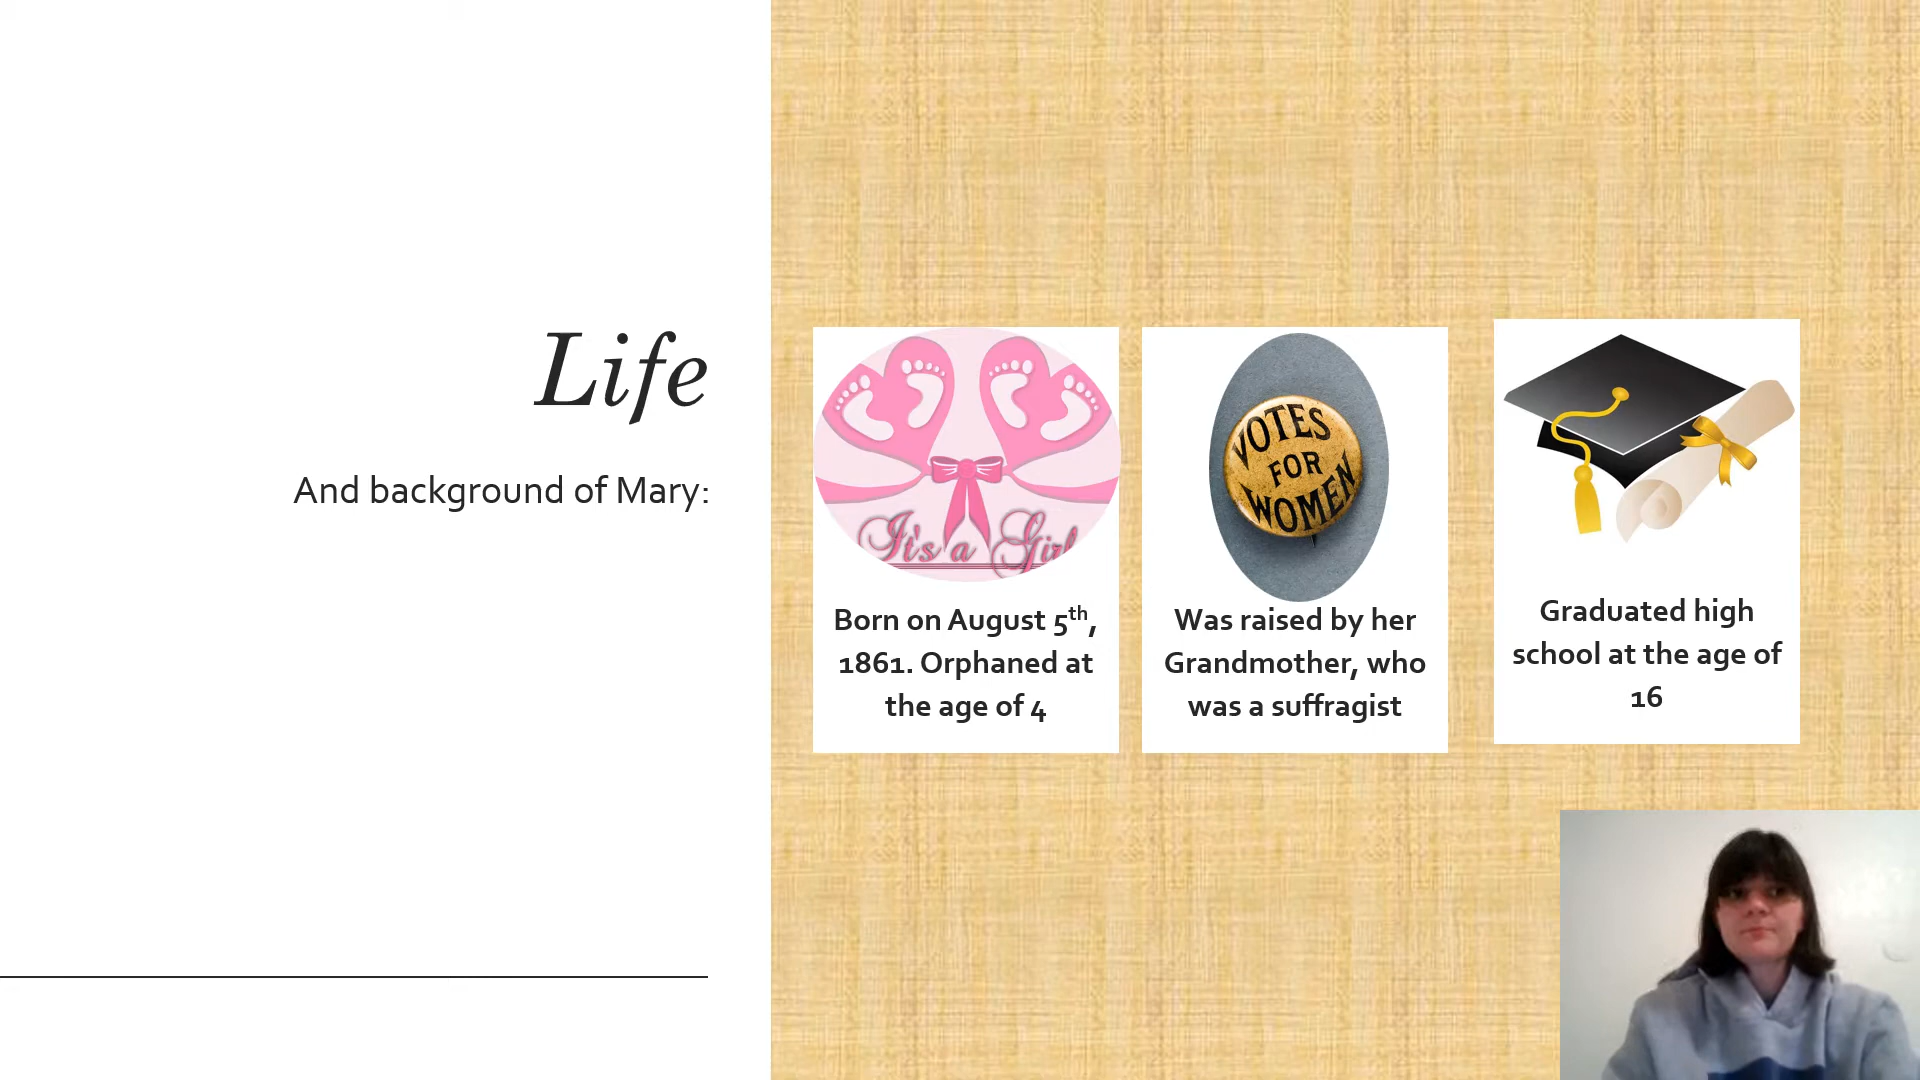 Life
And background of Mary:
It's a Girl
Born on August 5th,
1861. Orphaned at
the age of 4
VOTES
FOR
WOMEN
Was raised by her
Grandmother, who
was a suffragist
Graduated high
school at the age of
16